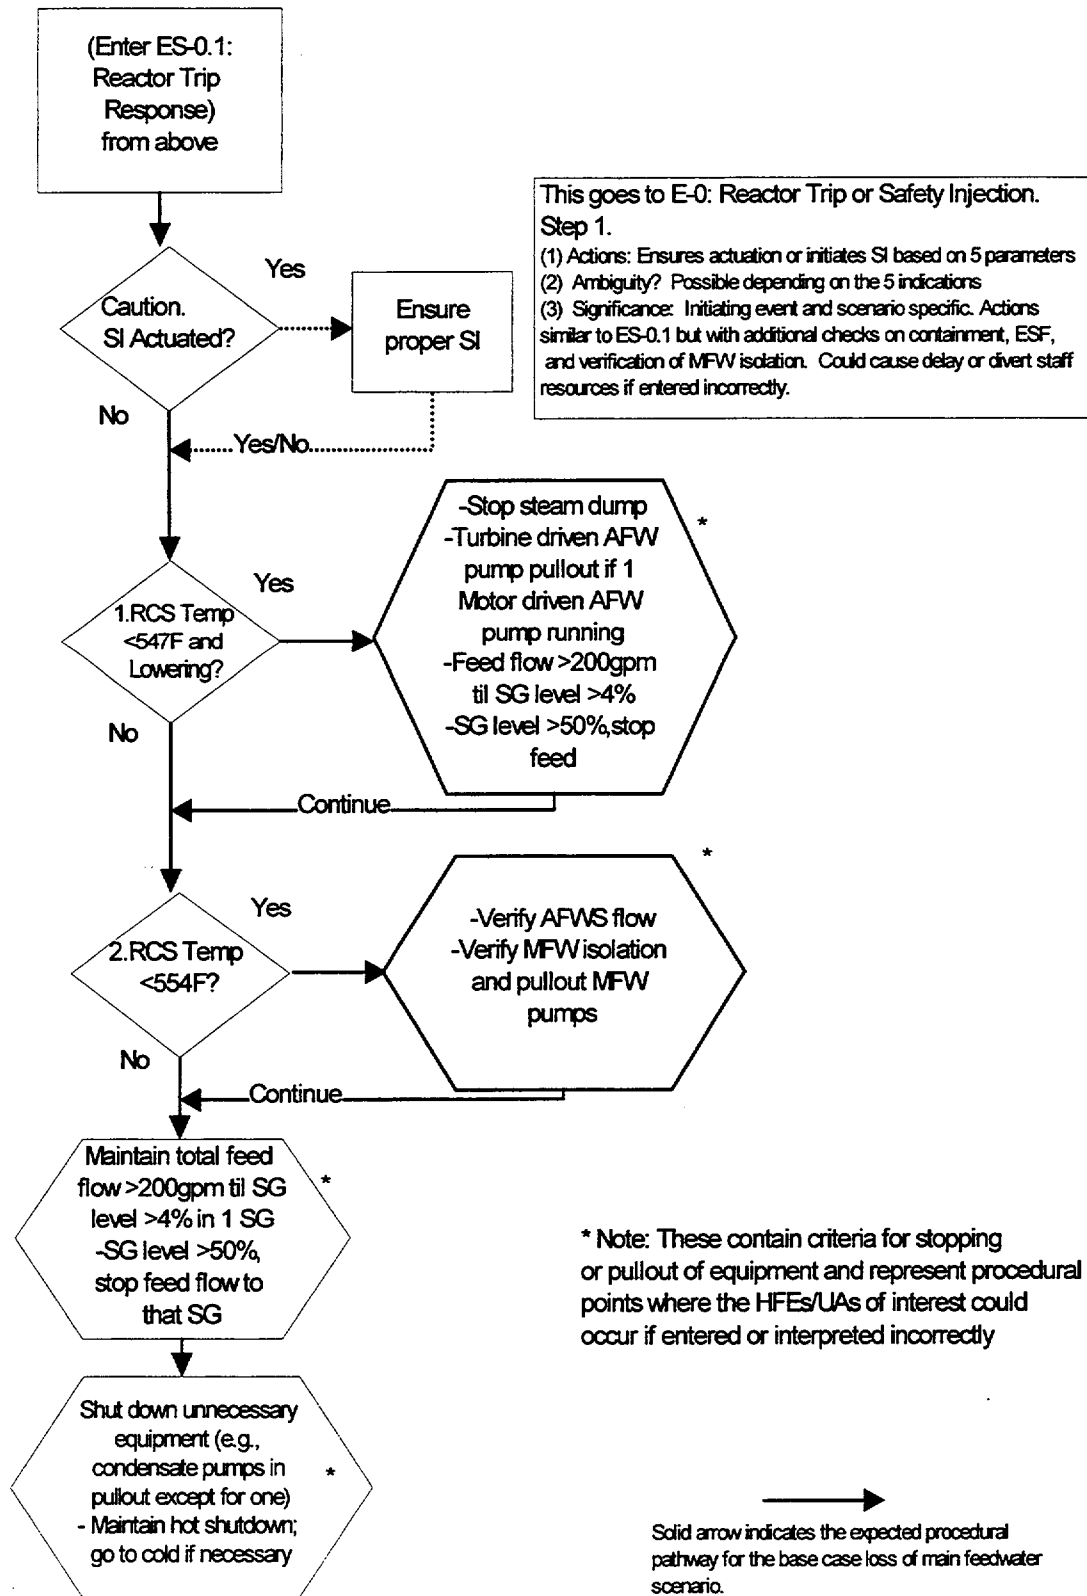 (Enter ES-0.1:
Reactor Trip
Response)
from above
This goes to E-0: Reactor Trip or Safety Injection.
Step 1.
(1) Actions: Ensures actuation or initiates SI based on 5 parameters
(2) Ambiguity? Possible depending on the 5 indications
(3) Significance: Initiating event and scenario specific. Actions
similar to ES-0.1 but with additional checks on containment, ESF,
and verification of MFW isolation. Could cause delay or divert staff
resources if entered incorrectly.
Caution.
SI Actuated?
Yes
Ensure
proper SI
No
Yes/No
1.RCS Temp
<547F and
Lowering?
Yes
-Stop steam dump
-Turbine driven AFW
pump pullout if 1
Motor driven AFW
pump running
-Feed flow >200gpm
til SG level >4%
-SG level >50%,stop
feed
*
No
Continue
2.RCS Temp
<554F?
Yes
-Verify AFWS flow
-Verify MFW isolation
and pullout MFW
pumps
*
No
Continue
Maintain total feed
flow >200gpm til SG
level >4% in 1 SG
-SG level >50%,
stop feed flow to
that SG
*
* Note: These contain criteria for stopping
or pullout of equipment and represent procedural
points where the HFEs/UAs of interest could
occur if entered or interpreted incorrectly
Shut down unnecessary
equipment (e.g.,
condensate pumps in
pullout except for one)
- Maintain hot shutdown;
go to cold if necessary
*
Solid arrow indicates the expected procedural
pathway for the base case loss of main feedwater
scenario.